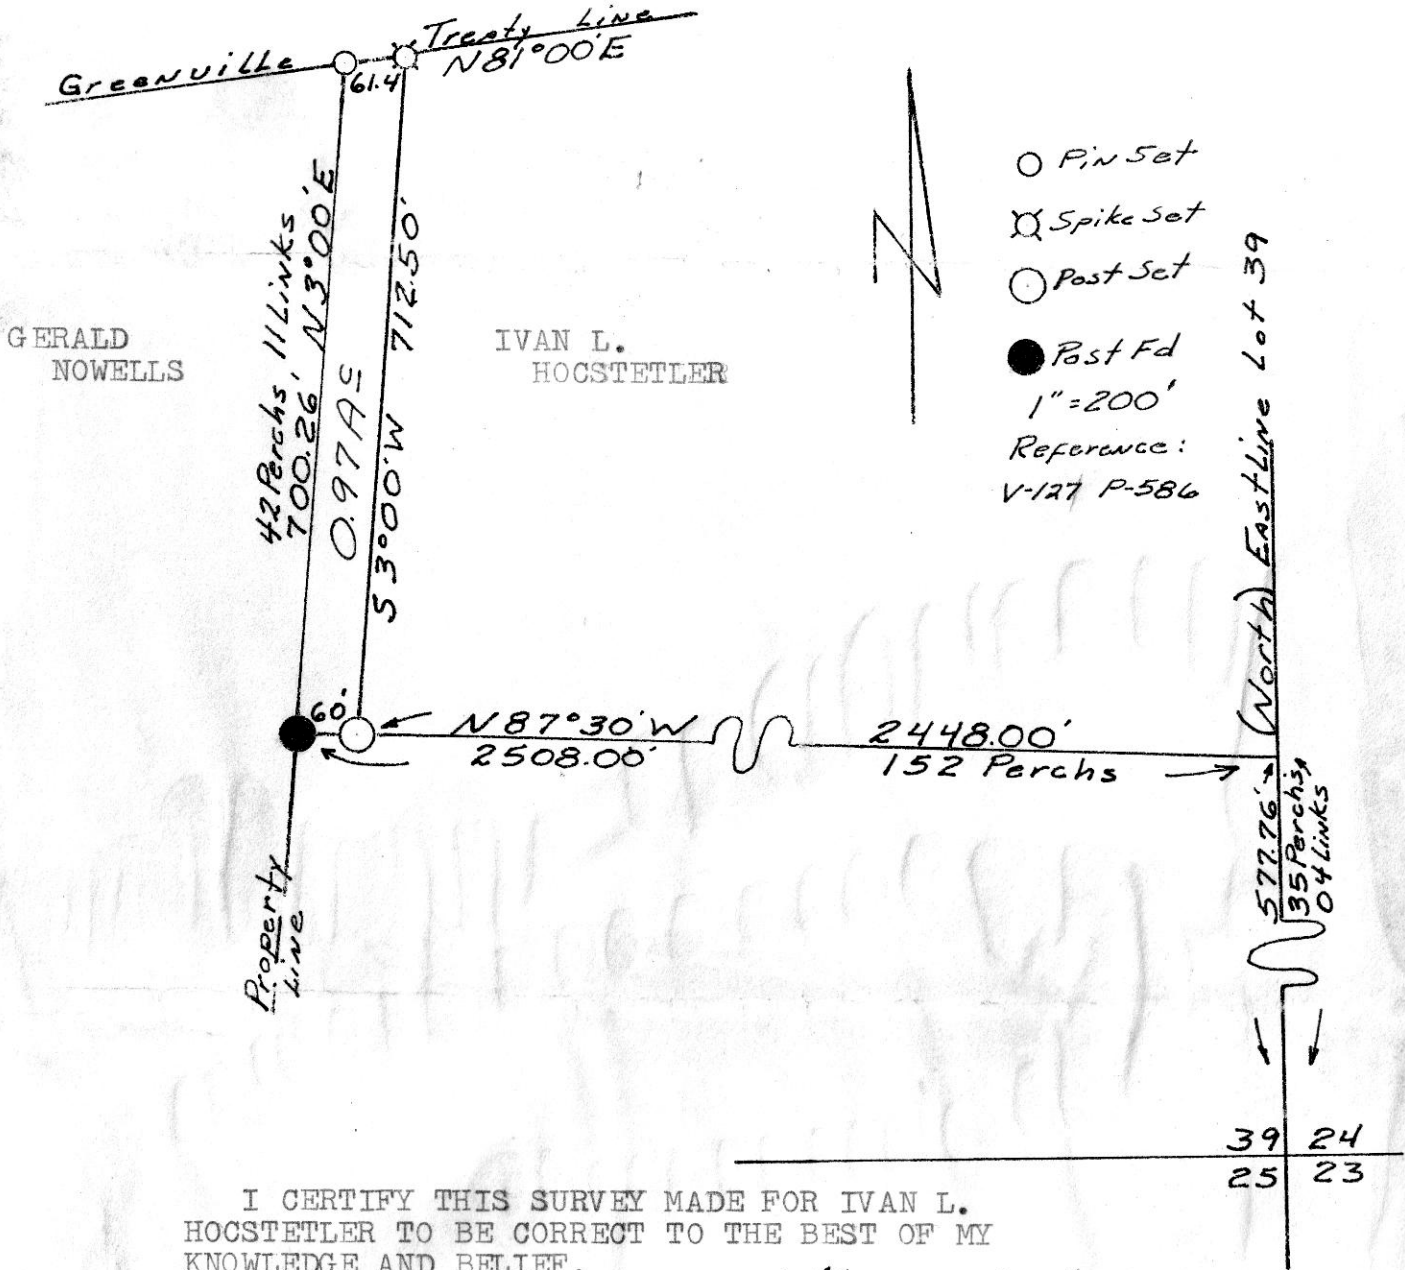 Greenville Treaty Line
N81°00'E
61.4
42 Perchs, 11 Links
700.26' N3°00'E
0.97 As
S3°00'W 712.50'
GERALD
NOWELLS
IVAN L.
HOCSTETLER
Pin Set
Spike Set
Post Set
Post Fd
1"=200'
Reference:
V-127 P-586
(North) East Line Lot 39
60.
N87°30'W
2508.00'
2448.00'
152 Perchs
Property
Line
577.76'
35 Perchs,
04 Links
39 24
25 23
I CERTIFY THIS SURVEY MADE FOR IVAN L.
HOCSTETLER TO BE CORRECT TO THE BEST OF MY
KNOWLEDGE AND BELIEF.